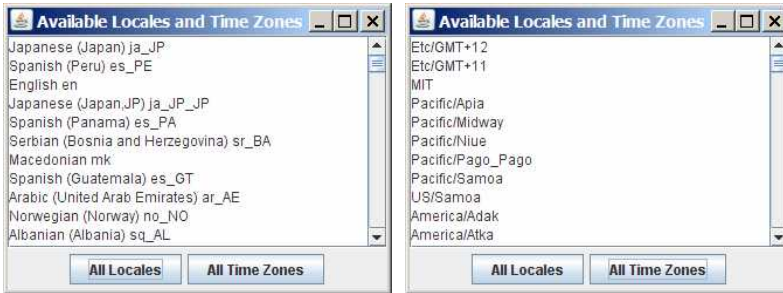 Available Locales and Time Zones
Japanese (Japan) ja_JP
Spanish (Peru) es_PE
English en
Japanese (Japan,JP) ja_JP_JP
Spanish (Panama) es_PA
Serbian (Bosnia and Herzegovina) sr_BA
Macedonian mk
Spanish (Guatemala) es_GT
Arabic (United Arab Emirates) ar_AE
Norwegian (Norway) no_NO
Albanian (Albania) sq_AL
All Locales All Time Zones
Available Locales and Time Zones
Etc/GMT+12
Etc/GMT+11
MIT
Pacific/Apia
Pacific/Midway
Pacific/Niue
Pacific/Pago_Pago
Pacific/Samoa
US/Samoa
America/Adak
America/Atka
All Locales All Time Zones